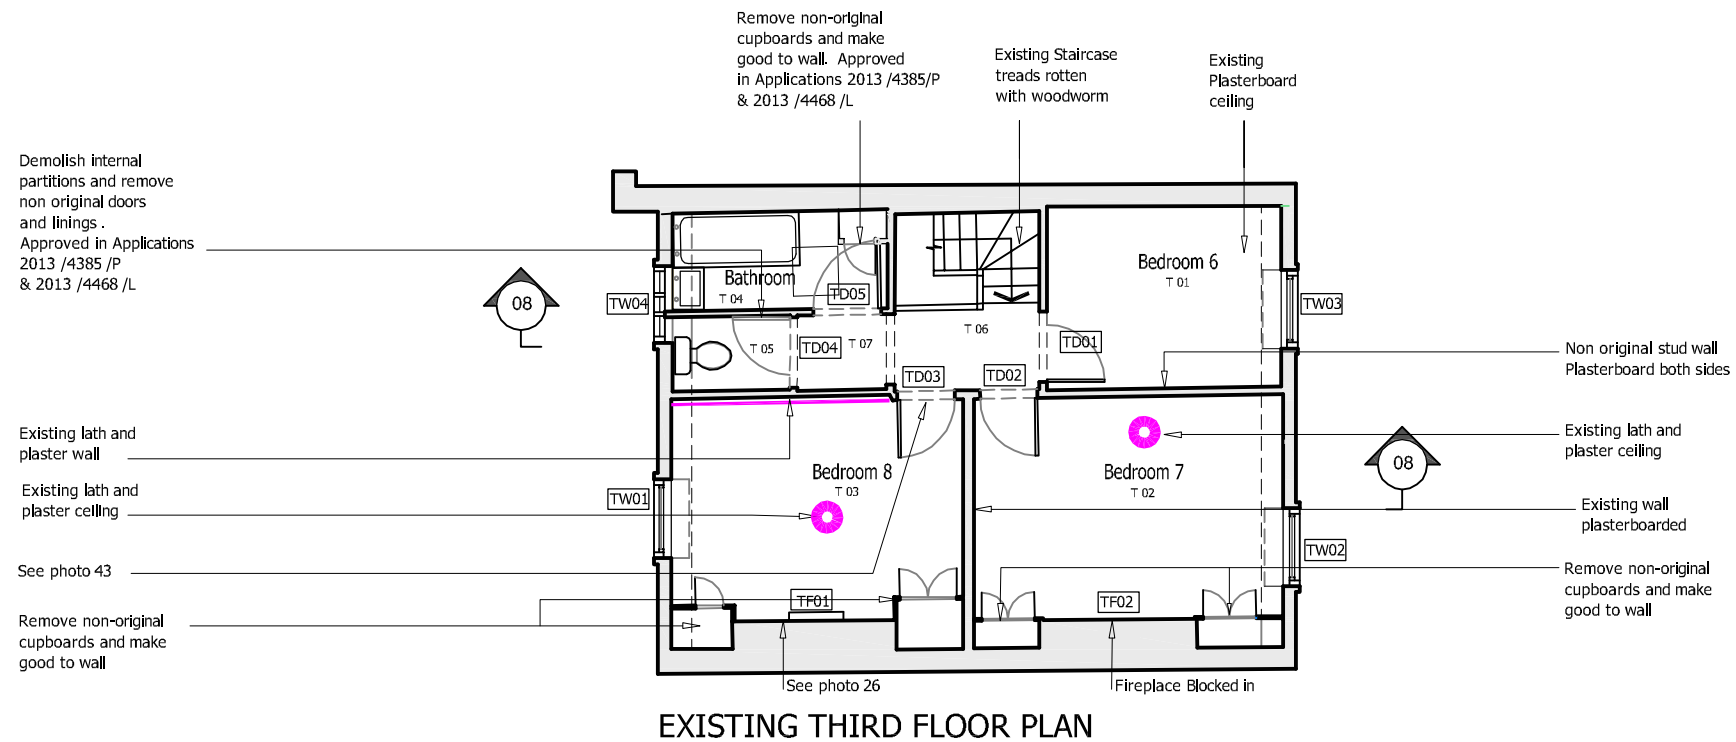 Remove non-original
cupboards and make
good to wall.  Approved
in Applications 2013 /4385/P
& 2013 /4468 /L
Existing Staircase
treads rotten
with woodworm
Existing
Plasterboard
ceiling
Demolish internal
partitions and remove
non original doors
and linings .
Approved in Applications
2013 /4385 /P
& 2013 /4468 /L
08
TW04
Bathroom
T 04
TD05
T 05
TD04
T 07
T 06
TD03
TD02
TD01
Bedroom 6
T 01
TW03
Non original stud wall
Plasterboard both sides
Existing lath and
plaster wall
Existing lath and
plaster ceiling
TW01
Bedroom 8
T 03
Bedroom 7
T 02
Existing lath and
plaster ceiling
08
Existing wall
plasterboarded
TW02
See photo 43
Remove non-original
cupboards and make
good to wall
TF01
TF02
Remove non-original
cupboards and make
good to wall
See photo 26
Fireplace Blocked in
EXISTING THIRD FLOOR PLAN